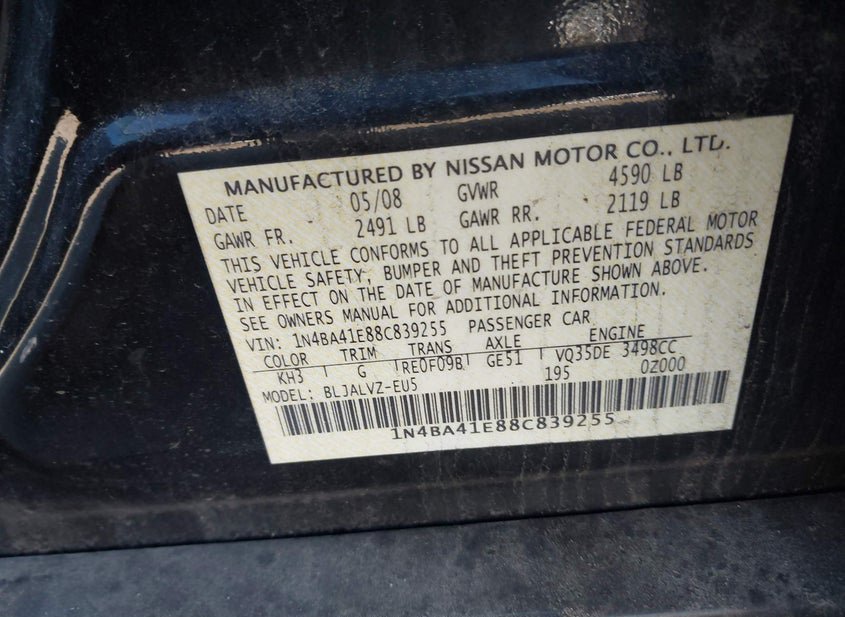 MANUFACTURED BY NISSAN MOTOR CO., LTD.
DATE 05/08 GVWR 4590 LB
GAWR FR. 2491 LB GAWR RR. 2119 LB
THIS VEHICLE CONFORMS TO ALL APPLICABLE FEDERAL MOTOR
VEHICLE SAFETY, BUMPER AND THEFT PREVENTION STANDARDS
IN EFFECT ON THE DATE OF MANUFACTURE SHOWN ABOVE.
SEE OWNERS MANUAL FOR ADDITIONAL INFORMATION.
VIN: 1N4BA41E88C839255 PASSENGER CAR
COLOR TRIM TRANS AXLE ENGINE
KH3 G RE0F09B GE51 VQ35DE 3498CC
MODEL: BLJALVZ-EU5 195 0Z000
1N4BA41E88C839255